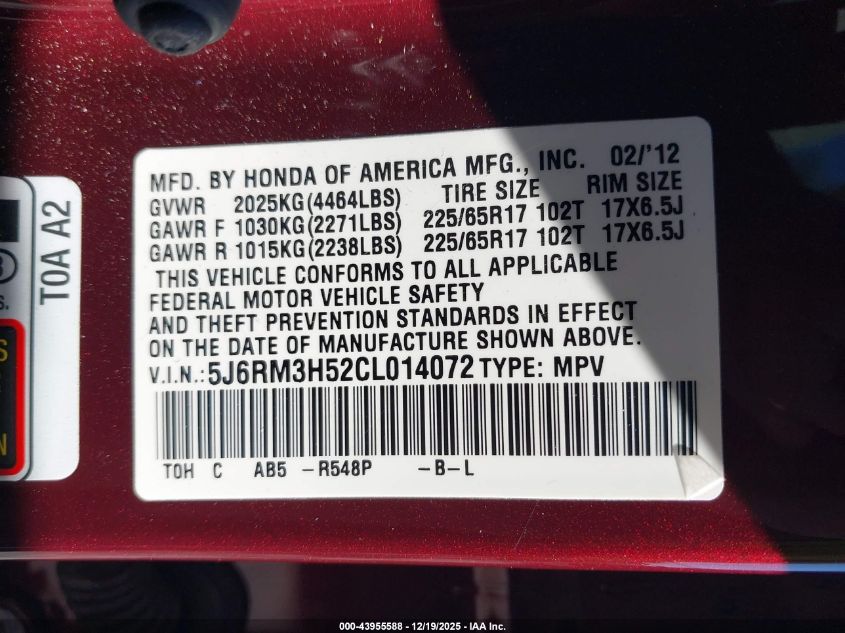 MFD. BY HONDA OF AMERICA MFG., INC. 02/'12
GVWR 2025KG(4464LBS) TIRE SIZE RIM SIZE
GAWR F 1030KG(2271LBS) 225/65R17 102T 17X6.5J
GAWR R 1015KG(2238LBS) 225/65R17 102T 17X6.5J
THIS VEHICLE CONFORMS TO ALL APPLICABLE
FEDERAL MOTOR VEHICLE SAFETY
AND THEFT PREVENTION STANDARDS IN EFFECT
ON THE DATE OF MANUFACTURE SHOWN ABOVE.
V.I.N.:5J6RM3H52CL014072 TYPE: MPV
TOH C AB5 -R548P -B-L
T0A A2
000-43955588 - 12/19/2025 - IAA Inc.